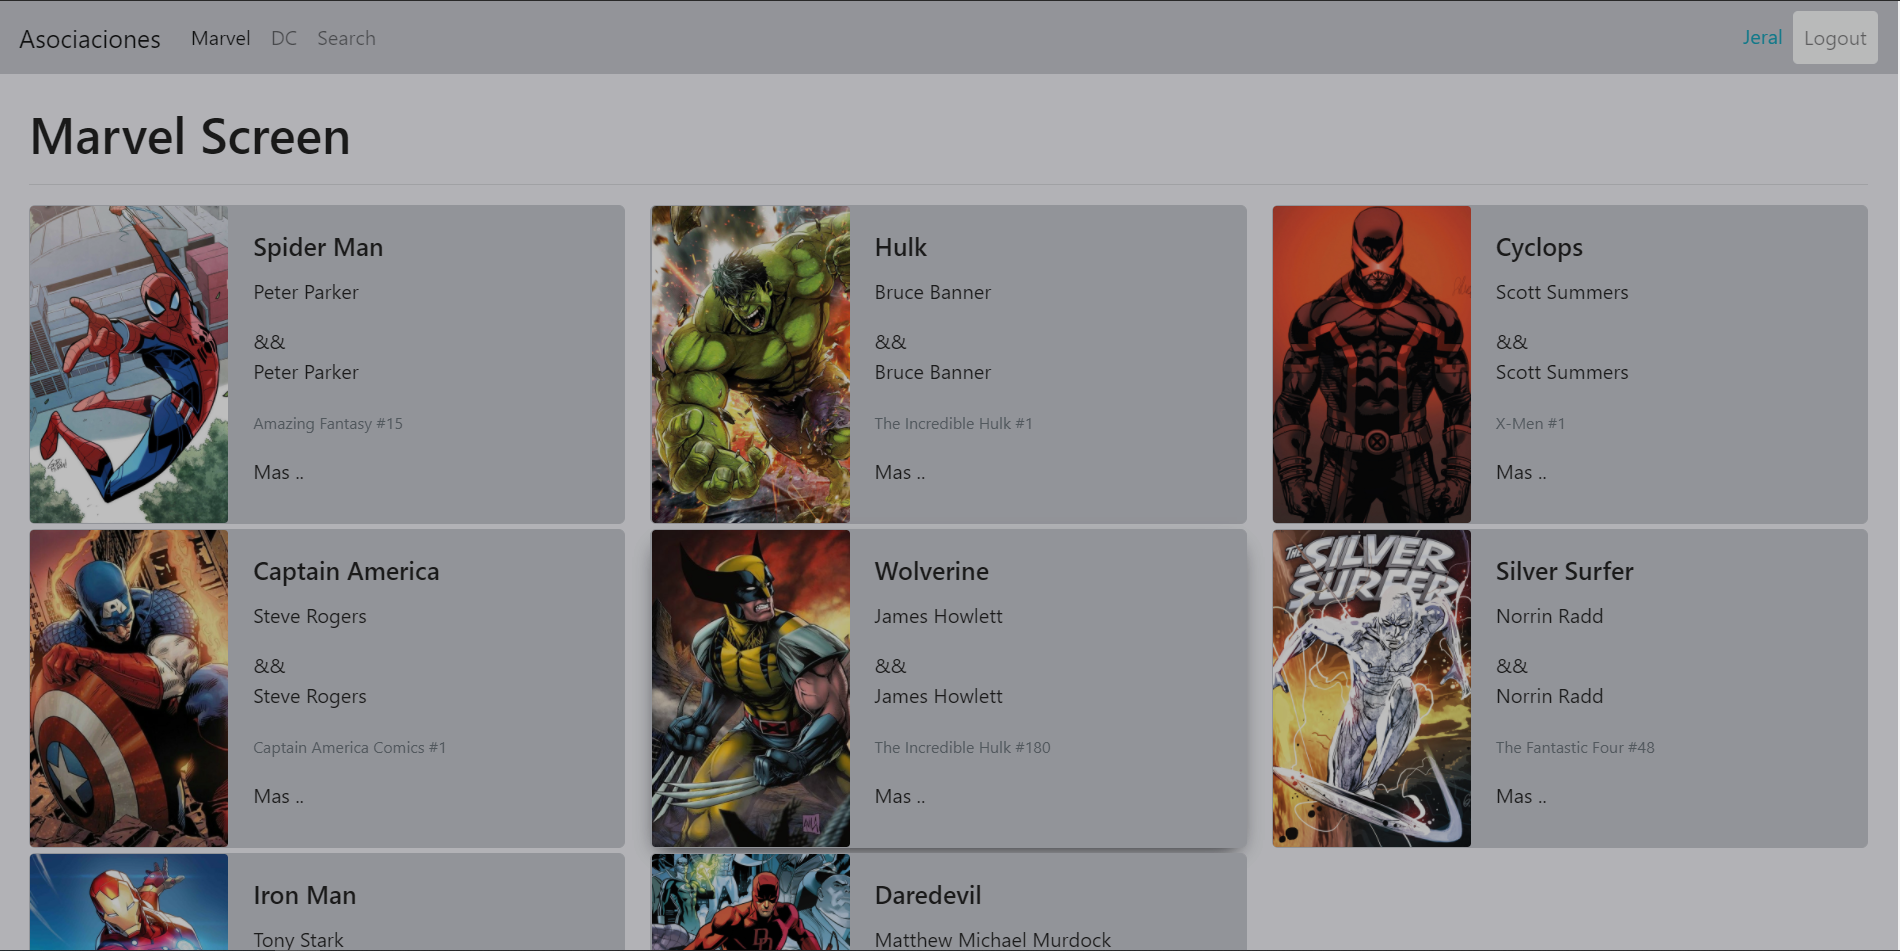 Asociaciones Marvel DC Search Jeral Logout
Marvel Screen
Spider Man
Peter Parker
&&
Peter Parker
Amazing Fantasy #15
Mas ..
Hulk
Bruce Banner
&&
Bruce Banner
The Incredible Hulk #1
Mas ..
Cyclops
Scott Summers
&&
Scott Summers
X-Men #1
Mas ..
Captain America
Steve Rogers
&&
Steve Rogers
Captain America Comics #1
Mas ..
Wolverine
James Howlett
&&
James Howlett
The Incredible Hulk #180
Mas ..
THE
SILVER
SURFER
Silver Surfer
Norrin Radd
&&
Norrin Radd
The Fantastic Four #48
Mas ..
Iron Man
Tony Stark
Daredevil
Matthew Michael Murdock